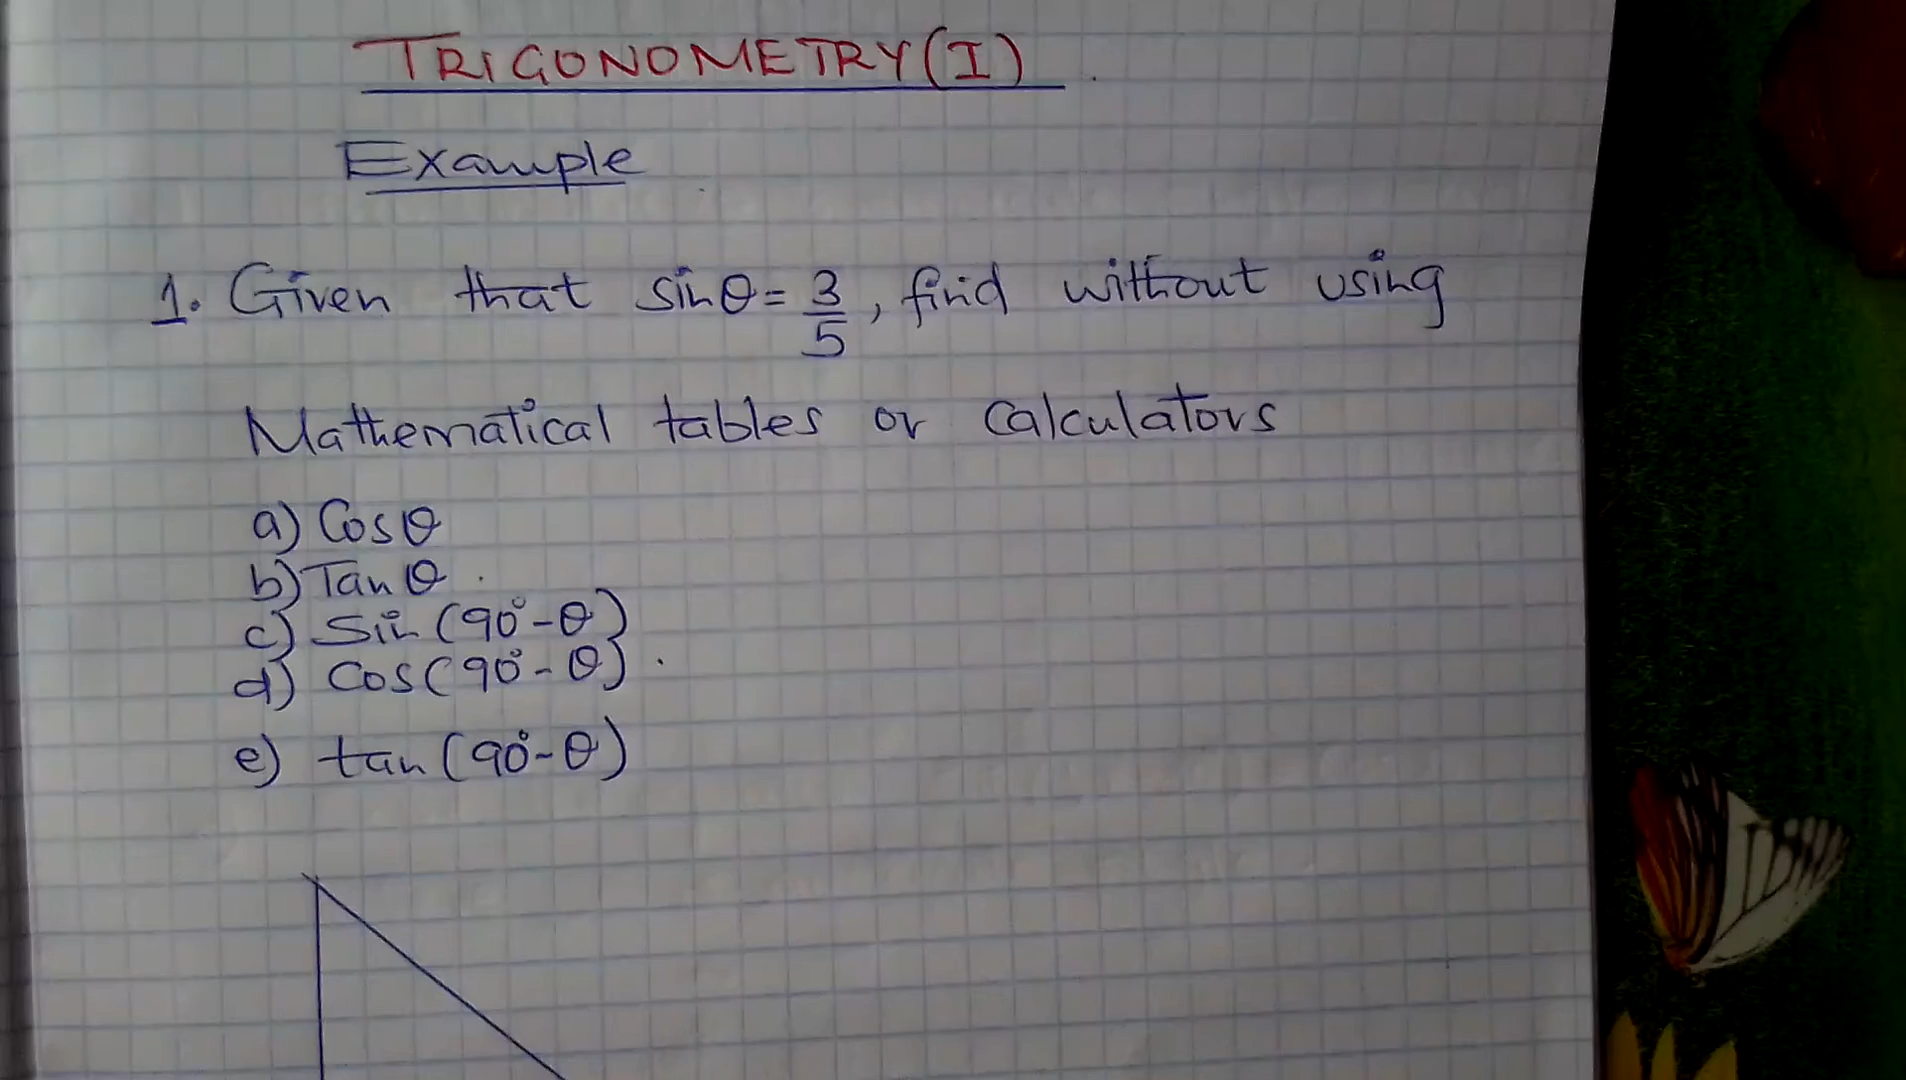 TRIGONOMETRY (I)
Example
1. Given that sinθ = 3/5, find without using
Mathematical tables or calculators
a) Cosθ
b) Tan θ.
c) Sin (90° - θ)
d) Cos (90° - θ).
e) tan (90° - θ)